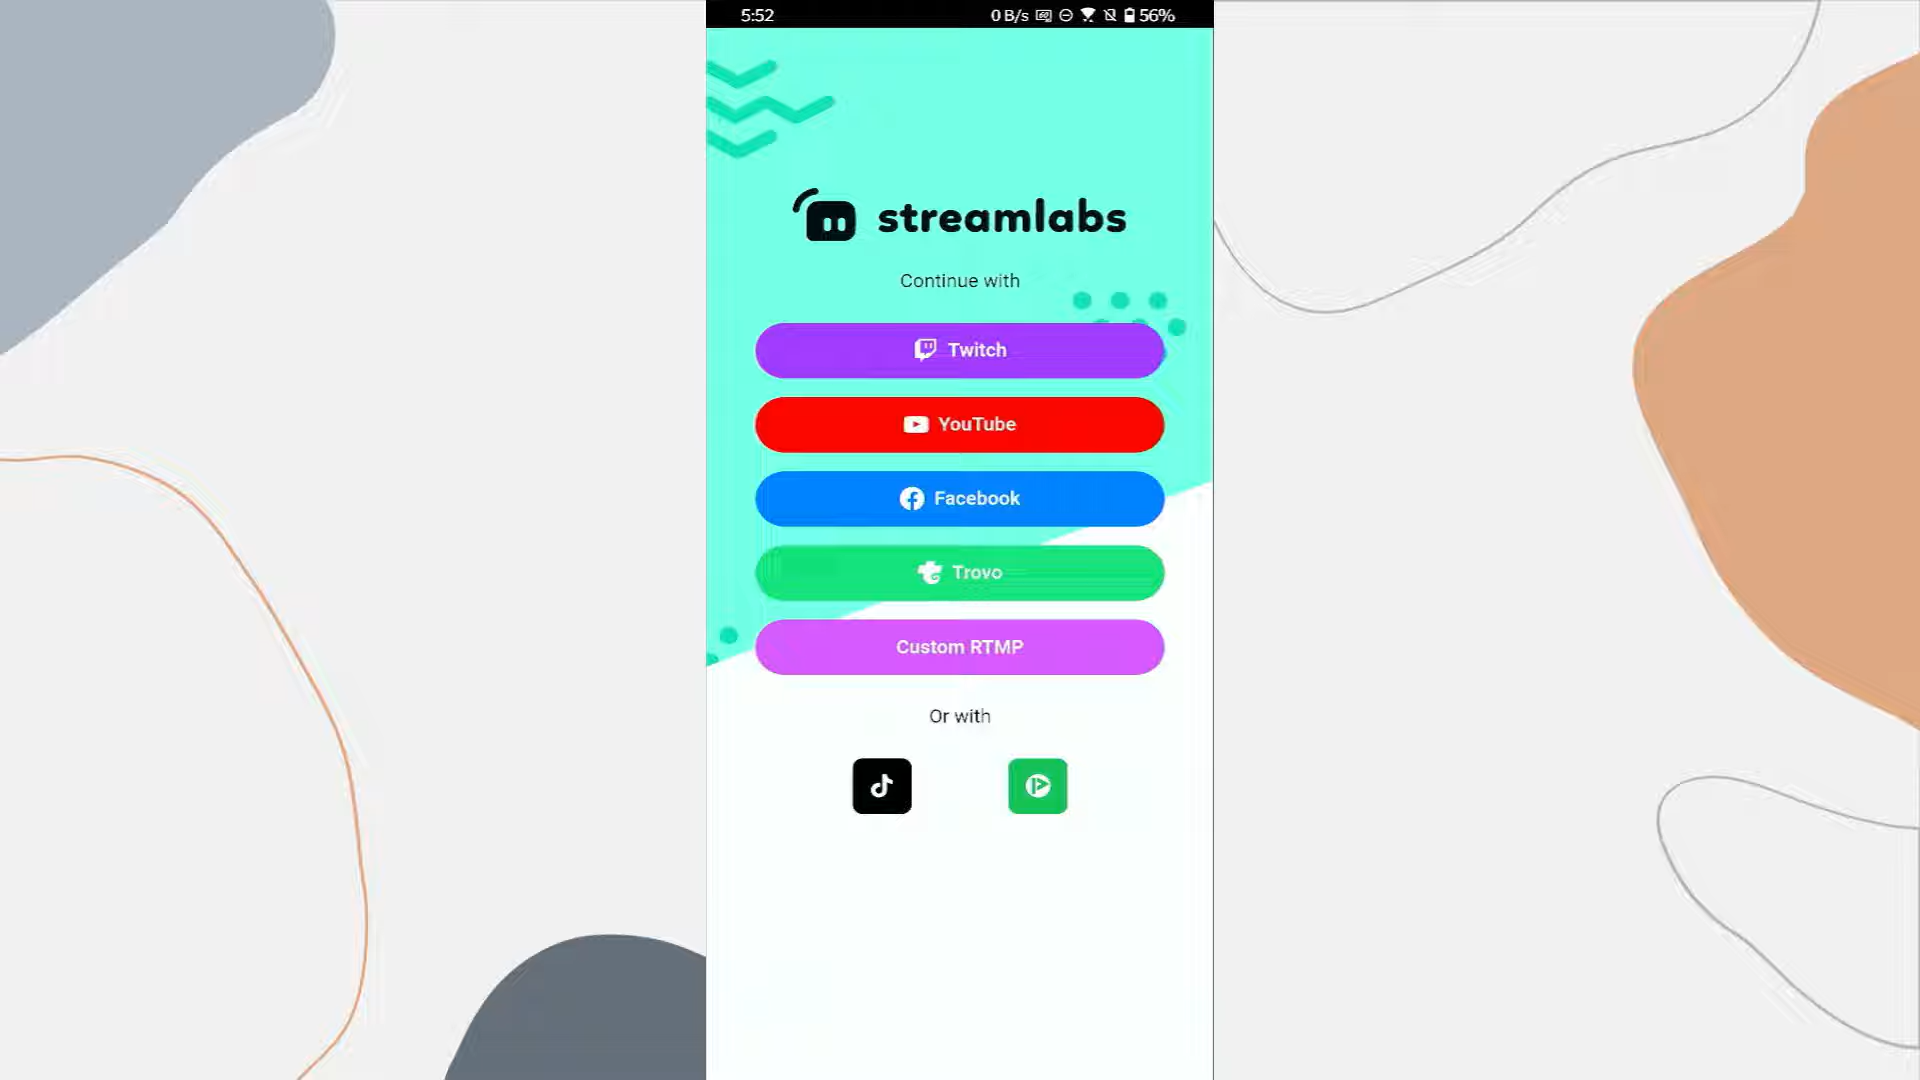 5:52 0 B/s 56%
streamlabs
Continue with
Twitch
YouTube
Facebook
Trovo
Custom RTMP
Or with